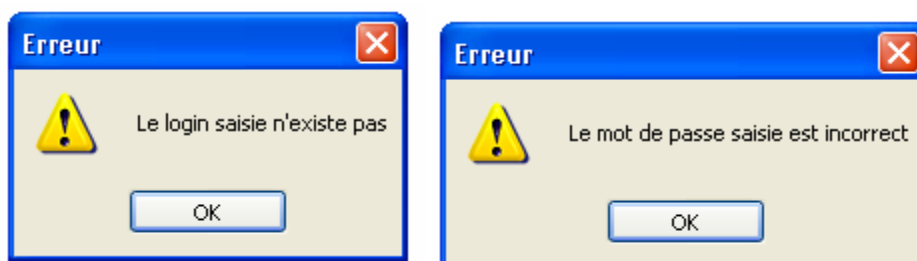 Erreur
Le login saisie n'existe pas
OK
Erreur
Le mot de passe saisie est incorrect
OK